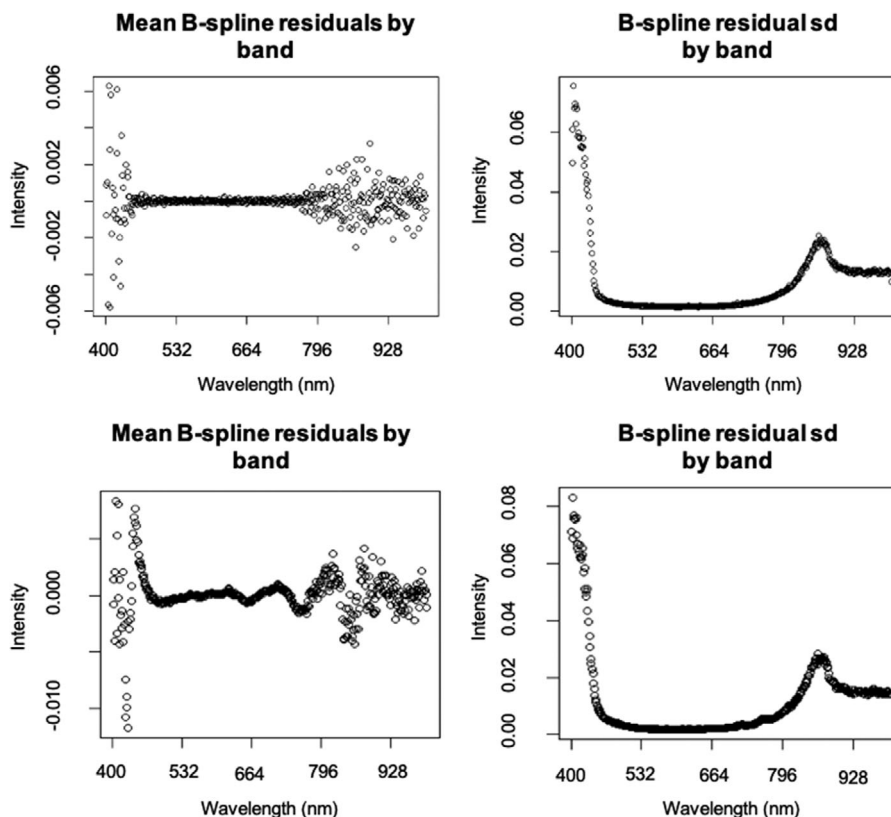 Mean B-spline residuals by
band
0.006
0.002
-0.002
-0.006
Intensity
400 532 664 796 928
Wavelength (nm)
B-spline residual sd
by band
0.06
0.04
0.02
0.00
Intensity
400 532 664 796 928
Wavelength (nm)
Mean B-spline residuals by
band
0.000
-0.010
Intensity
400 532 664 796 928
Wavelength (nm)
B-spline residual sd
by band
0.08
0.06
0.04
0.02
0.00
Intensity
400 532 664 796 928
Wavelength (nm)